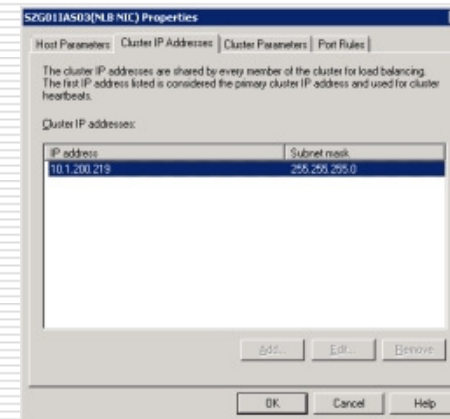 SZG01IAS03(NLB NIC) Properties
Host Parameters Cluster IP Addresses Cluster Parameters Port Rules
The cluster IP addresses are shared by every member of the cluster for load balancing.
The first IP address listed is considered the primary cluster IP address and used for cluster
heartbeats.
Cluster IP addresses:
IP address Subnet mask
10.1.200.219 255.255.255.0
Add... Edit... Remove
OK Cancel Help